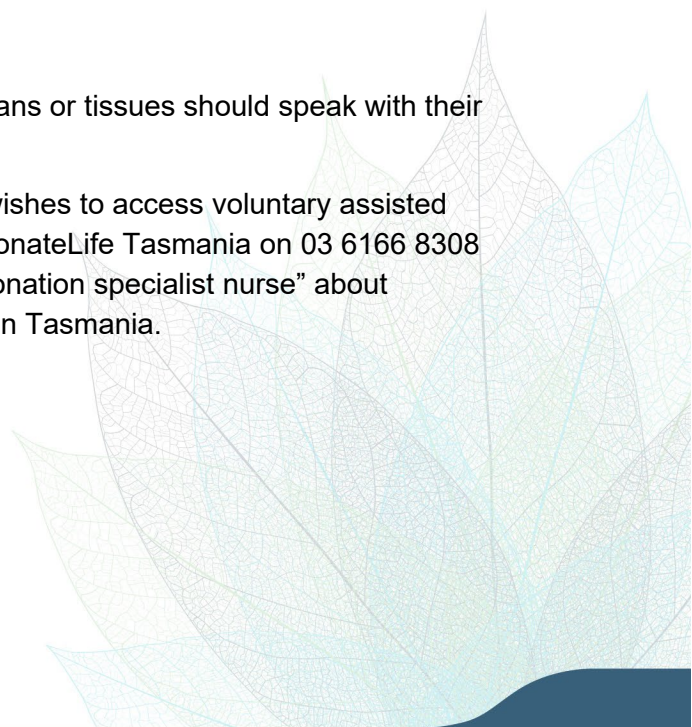 ans or tissues should speak with their
wishes to access voluntary assisted
onateLife Tasmania on 03 6166 8308
onation specialist nurse” about
n Tasmania.